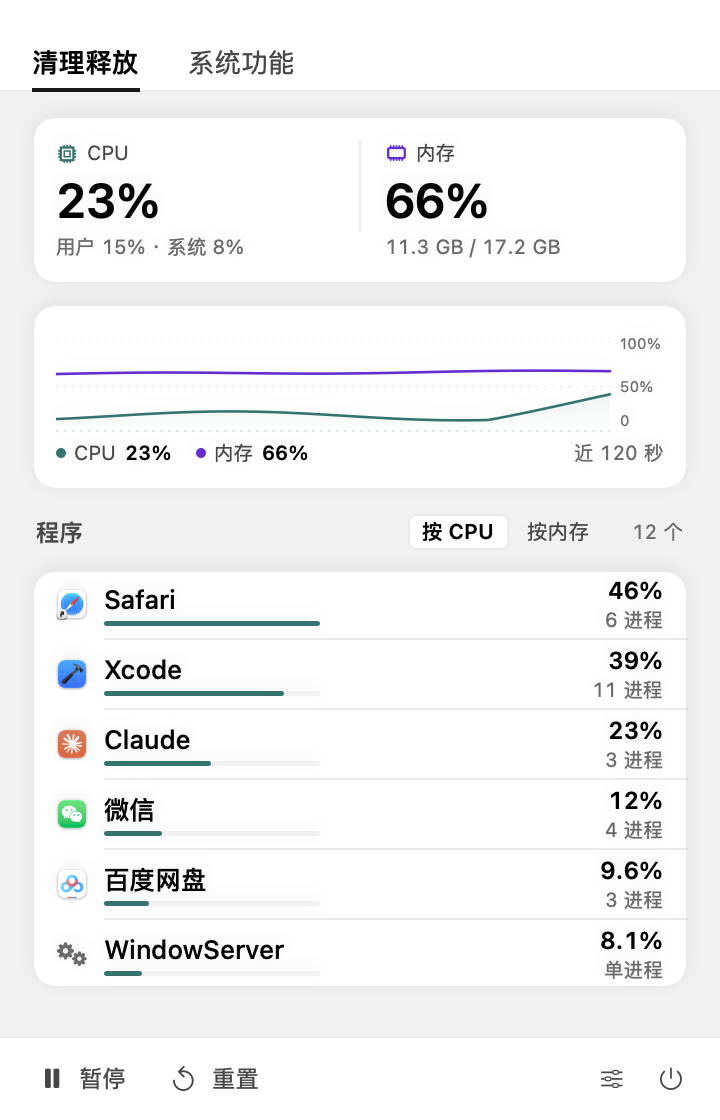 清理释放 系统功能
CPU 内存
23% 66%
用户 15% · 系统 8% 11.3 GB / 17.2 GB
100%
50%
0
CPU 23% 内存 66% 近 120 秒
程序 按 CPU 按内存 12 个
Safari 46%
6 进程
Xcode 39%
11 进程
Claude 23%
3 进程
微信 12%
4 进程
百度网盘 9.6%
3 进程
WindowServer 8.1%
单进程
暂停 重置